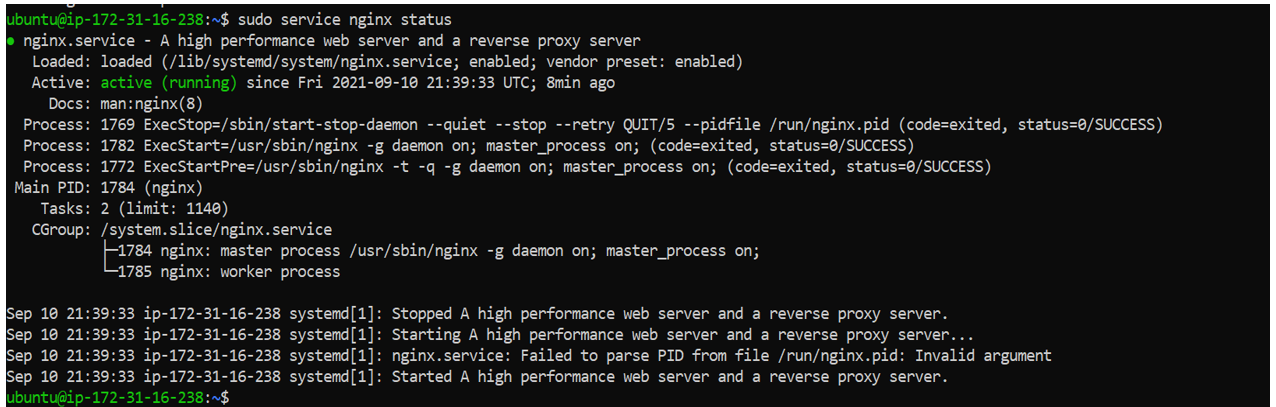 ubuntu@ip-172-31-16-238:~$ sudo service nginx status
● nginx.service - A high performance web server and a reverse proxy server
   Loaded: loaded (/lib/systemd/system/nginx.service; enabled; vendor preset: enabled)
   Active: active (running) since Fri 2021-09-10 21:39:33 UTC; 8min ago
     Docs: man:nginx(8)
  Process: 1769 ExecStop=/sbin/start-stop-daemon --quiet --stop --retry QUIT/5 --pidfile /run/nginx.pid (code=exited, status=0/SUCCESS)
  Process: 1782 ExecStart=/usr/sbin/nginx -g daemon on; master_process on; (code=exited, status=0/SUCCESS)
  Process: 1772 ExecStartPre=/usr/sbin/nginx -t -q -g daemon on; master_process on; (code=exited, status=0/SUCCESS)
 Main PID: 1784 (nginx)
    Tasks: 2 (limit: 1140)
   CGroup: /system.slice/nginx.service
           ├─1784 nginx: master process /usr/sbin/nginx -g daemon on; master_process on;
           └─1785 nginx: worker process

Sep 10 21:39:33 ip-172-31-16-238 systemd[1]: Stopped A high performance web server and a reverse proxy server.
Sep 10 21:39:33 ip-172-31-16-238 systemd[1]: Starting A high performance web server and a reverse proxy server...
Sep 10 21:39:33 ip-172-31-16-238 systemd[1]: nginx.service: Failed to parse PID from file /run/nginx.pid: Invalid argument
Sep 10 21:39:33 ip-172-31-16-238 systemd[1]: Started A high performance web server and a reverse proxy server.
ubuntu@ip-172-31-16-238:~$